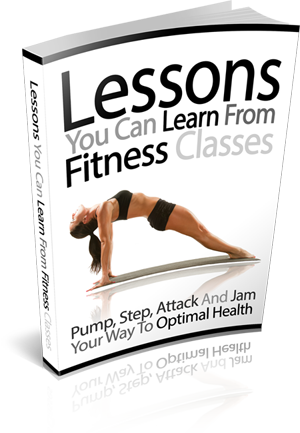 Lessons
You Can Learn From
Fitness Classes
Pump, Step, Attack And Jam
Your Way To Optimal Health
Lessons You Can Learn From Fitness Classes